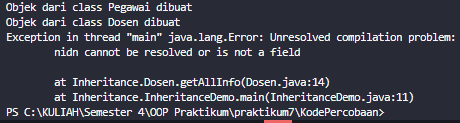 Objek dari class Pegawai dibuat
Objek dari class Dosen dibuat
Exception in thread "main" java.lang.Error: Unresolved compilation problem:
        nidn cannot be resolved or is not a field

        at Inheritance.Dosen.getAllInfo(Dosen.java:14)
        at Inheritance.InheritanceDemo.main(InheritanceDemo.java:11)
PS C:\KULIAH\Semester 4\OOP Praktikum\praktikum7\KodePercobaan>